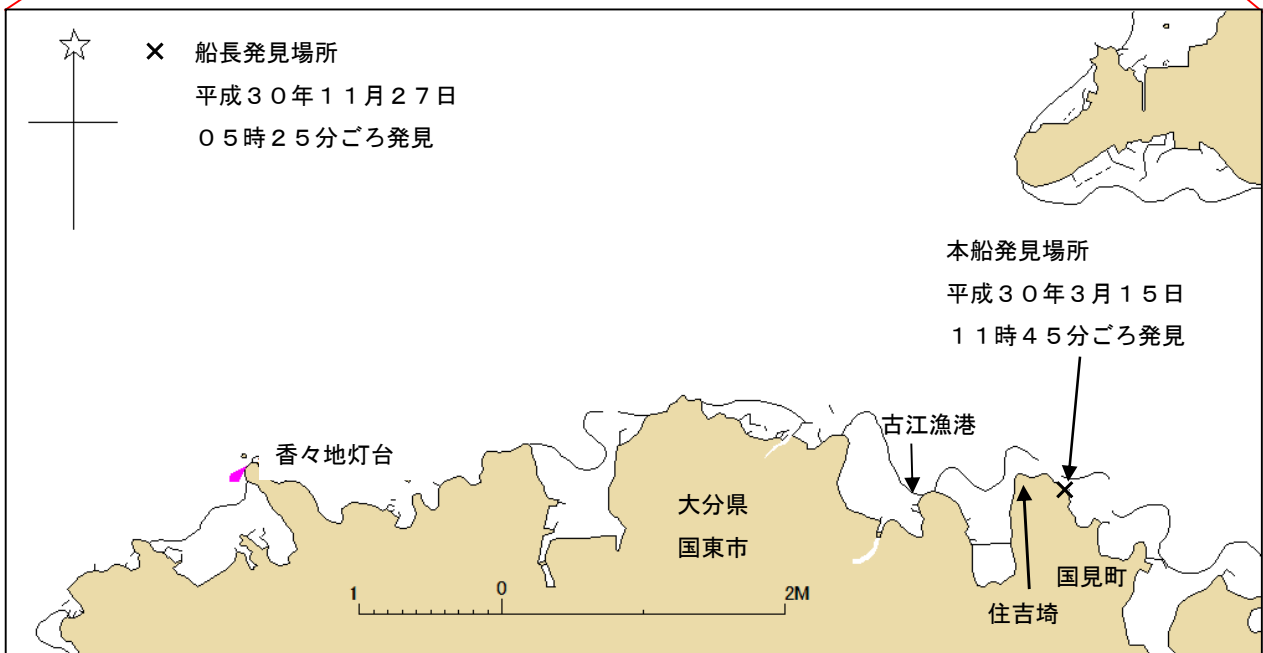 × 船長発見場所
平成３０年１１月２７日
０５時２５分ごろ発見
本船発見場所
平成３０年３月１５日
１１時４５分ごろ発見
古江漁港
香々地灯台
大分県
国東市
国見町
住吉埼
1 0 2M